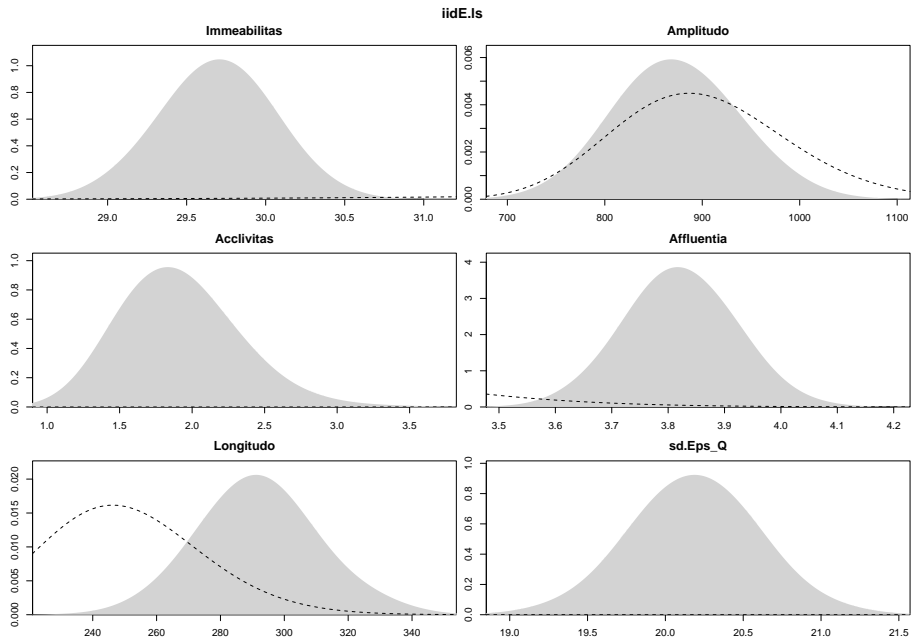 iidE.ls
Immeabilitas
0.0 0.2 0.4 0.6 0.8 1.0
29.0 29.5 30.0 30.5 31.0
Amplitudo
0.000 0.002 0.004 0.006
700 800 900 1000 1100
Acclivitas
0.0 0.2 0.4 0.6 0.8 1.0
1.0 1.5 2.0 2.5 3.0 3.5
Affluentia
0 1 2 3 4
3.5 3.6 3.7 3.8 3.9 4.0 4.1 4.2
Longitudo
0.000 0.005 0.010 0.015 0.020
240 260 280 300 320 340
sd.Eps_Q
0.0 0.2 0.4 0.6 0.8 1.0
19.0 19.5 20.0 20.5 21.0 21.5